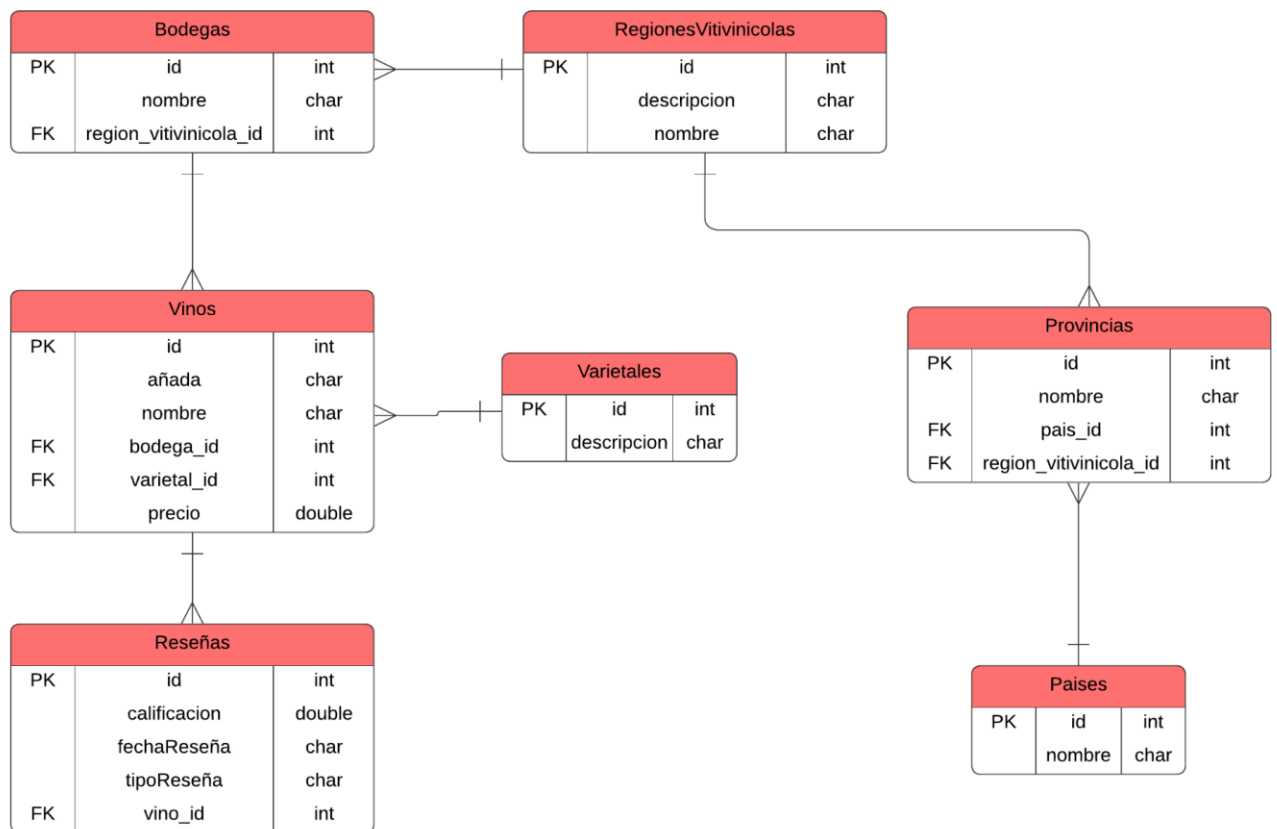 Bodegas
PK id int
nombre char
FK region_vitivinicola_id int
RegionesVitivinicolas
PK id int
descripcion char
nombre char
Vinos
PK id int
añada char
nombre char
FK bodega_id int
FK varietal_id int
precio double
Varietales
PK id int
descripcion char
Provincias
PK id int
nombre char
FK pais_id int
FK region_vitivinicola_id int
Reseñas
PK id int
calificacion double
fechaReseña char
tipoReseña char
FK vino_id int
Paises
PK id int
nombre char